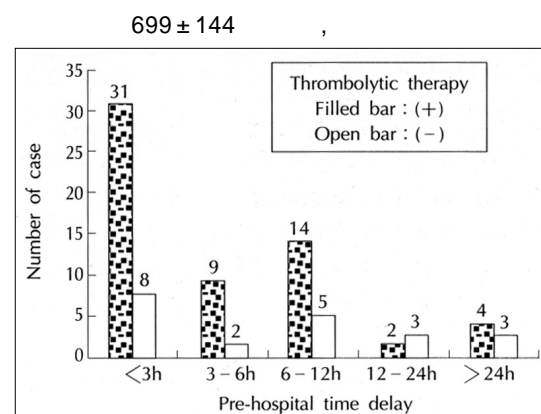 699 ± 144 ,
Thrombolytic therapy
Filled bar : (+)
Open bar : (−)
Number of case
35
30
25
20
15
10
5
0
31
8
9
2
14
5
2
3
4
3
<3h 3 − 6h 6 − 12h 12 − 24h >24h
Pre-hospital time delay